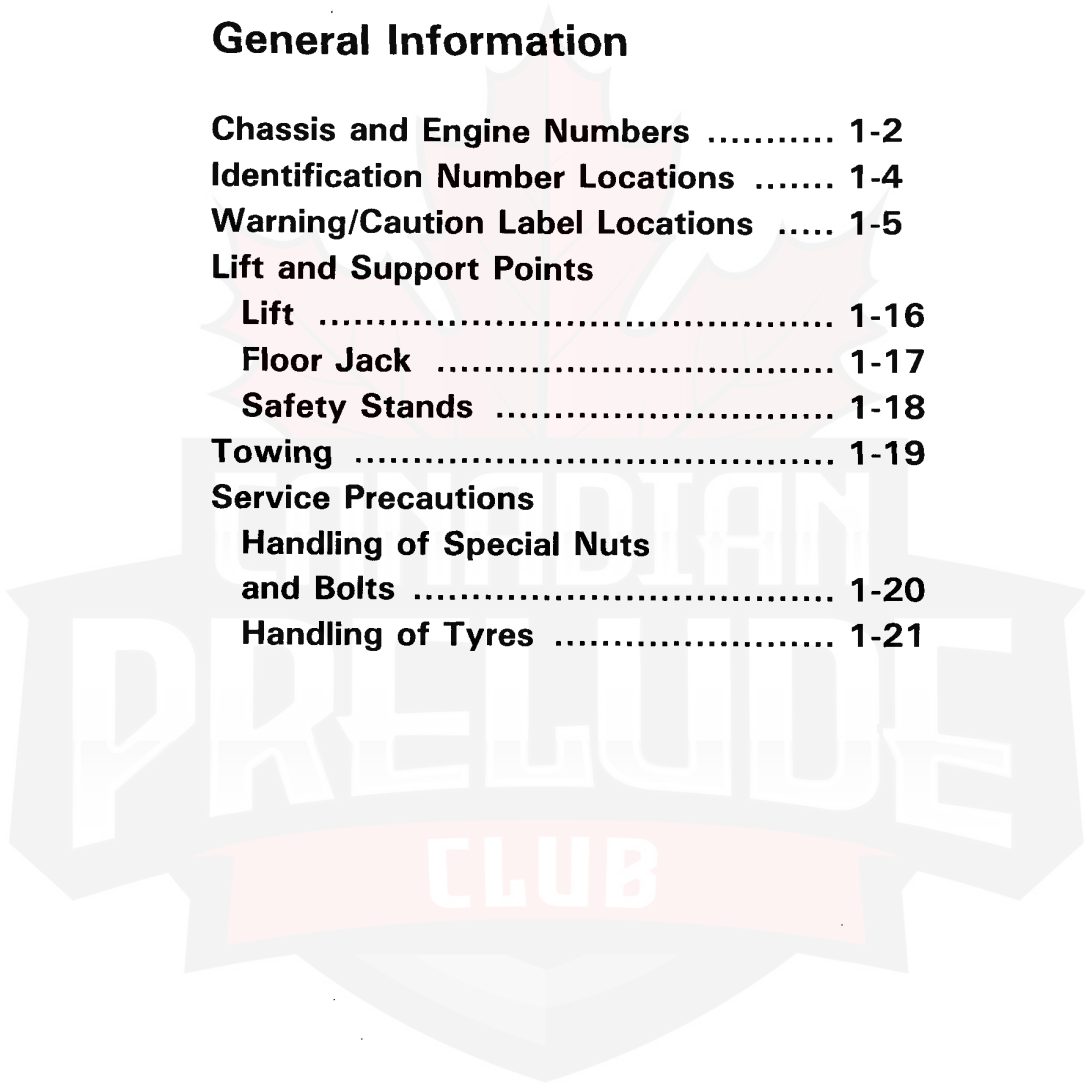 General Information
Chassis and Engine Numbers ........... 1-2
Identification Number Locations ....... 1-4
Warning/Caution Label Locations ..... 1-5
Lift and Support Points
Lift ............................................ 1-16
Floor Jack .................................. 1-17
Safety Stands ............................. 1-18
Towing ......................................... 1-19
Service Precautions
Handling of Special Nuts
and Bolts .................................... 1-20
Handling of Tyres ........................ 1-21
CANADIAN
PRELUDE
CLUB